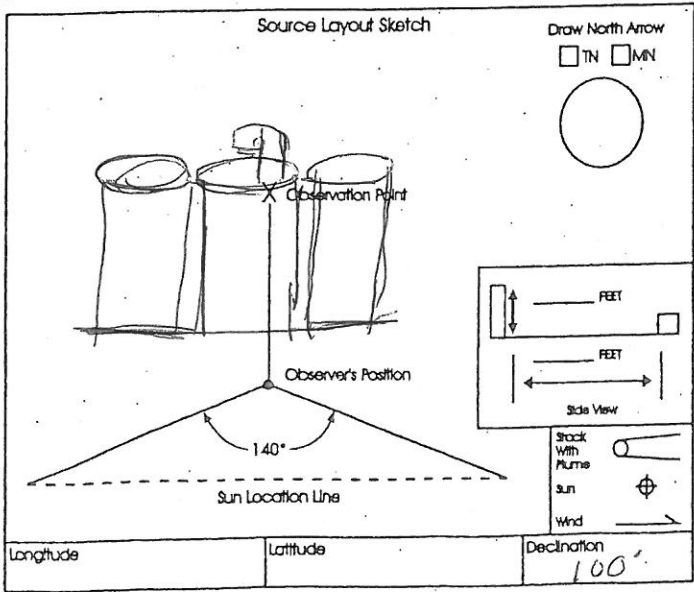 Source Layout Sketch
Draw North Arrow
TN MN
X Observation Point
FEET
FEET
Side View
Observer's Position
140°
Sun Location Line
Stack
With
Plume
Sun
Wind
Longitude
Latitude
Declination
100'